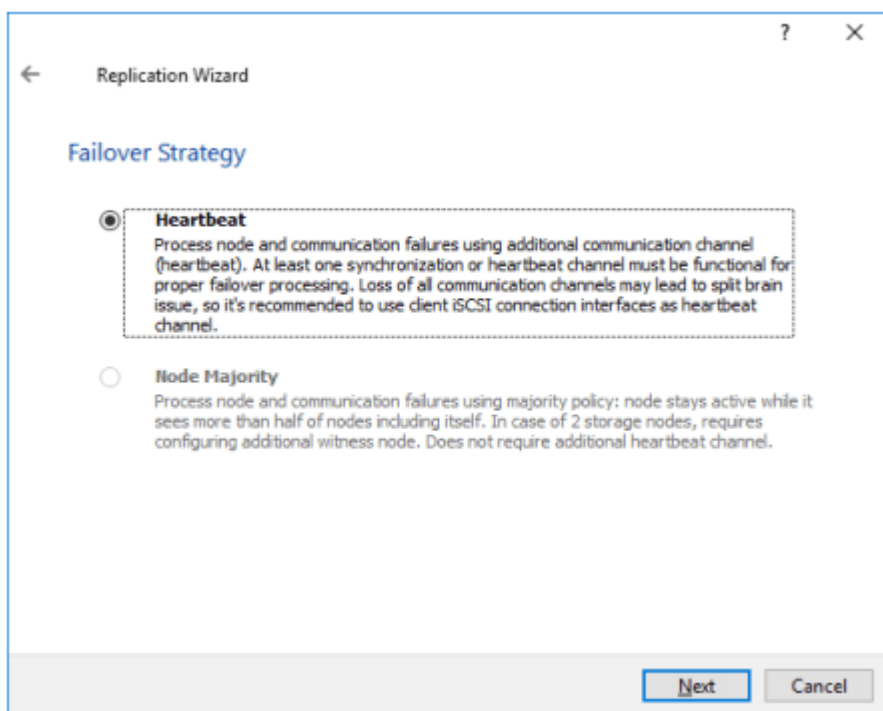 ?
Replication Wizard
Failover Strategy
Heartbeat
Process node and communication failures using additional communication channel
(heartbeat). At least one synchronization or heartbeat channel must be functional for
proper failover processing. Loss of all communication channels may lead to split brain
issue, so it's recommended to use client iSCSI connection interfaces as heartbeat
channel.
Node Majority
Process node and communication failures using majority policy: node stays active while it
sees more than half of nodes including itself. In case of 2 storage nodes, requires
configuring additional witness node. Does not require additional heartbeat channel.
Next Cancel